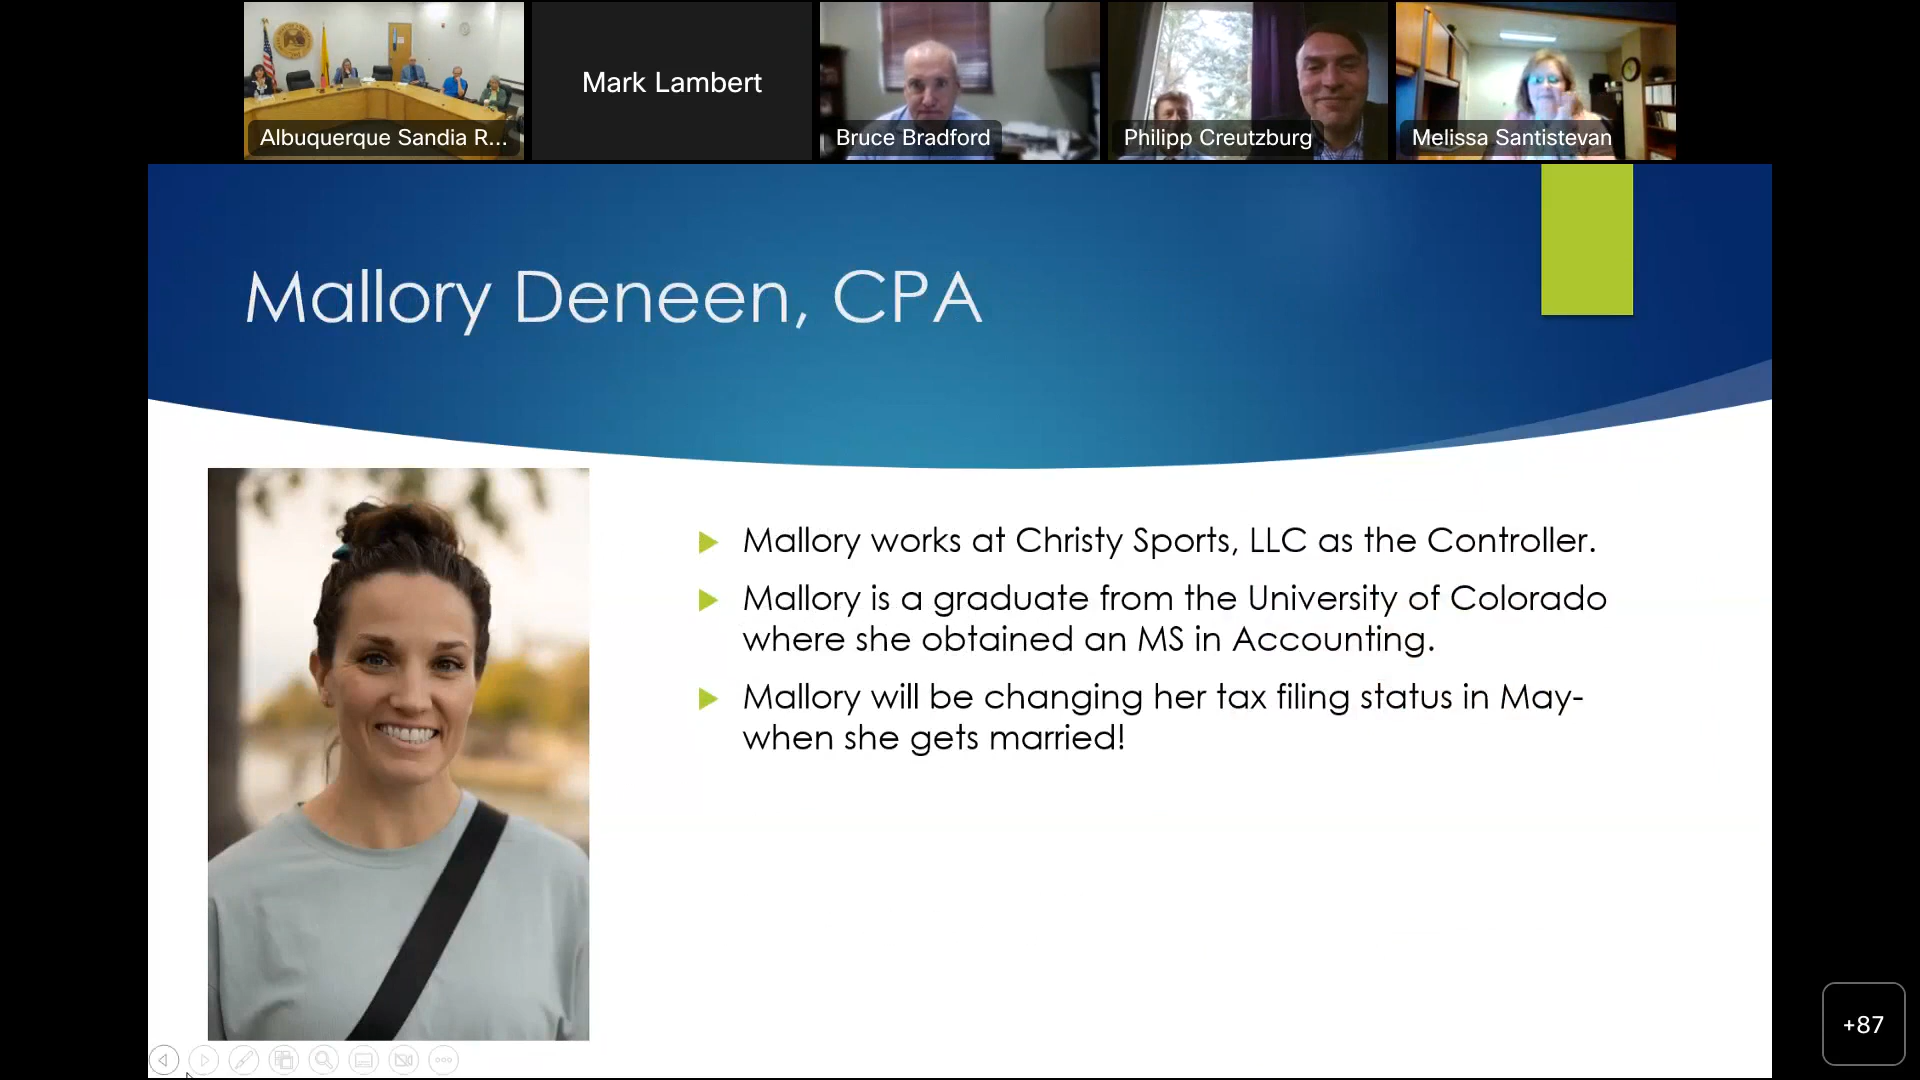 Albuquerque Sandia R...
Mark Lambert
Bruce Bradford
Philipp Creutzburg
Melissa Santistevan
Mallory Deneen, CPA
Mallory works at Christy Sports, LLC as the Controller.
Mallory is a graduate from the University of Colorado
where she obtained an MS in Accounting.
Mallory will be changing her tax filing status in May-
when she gets married!
+87